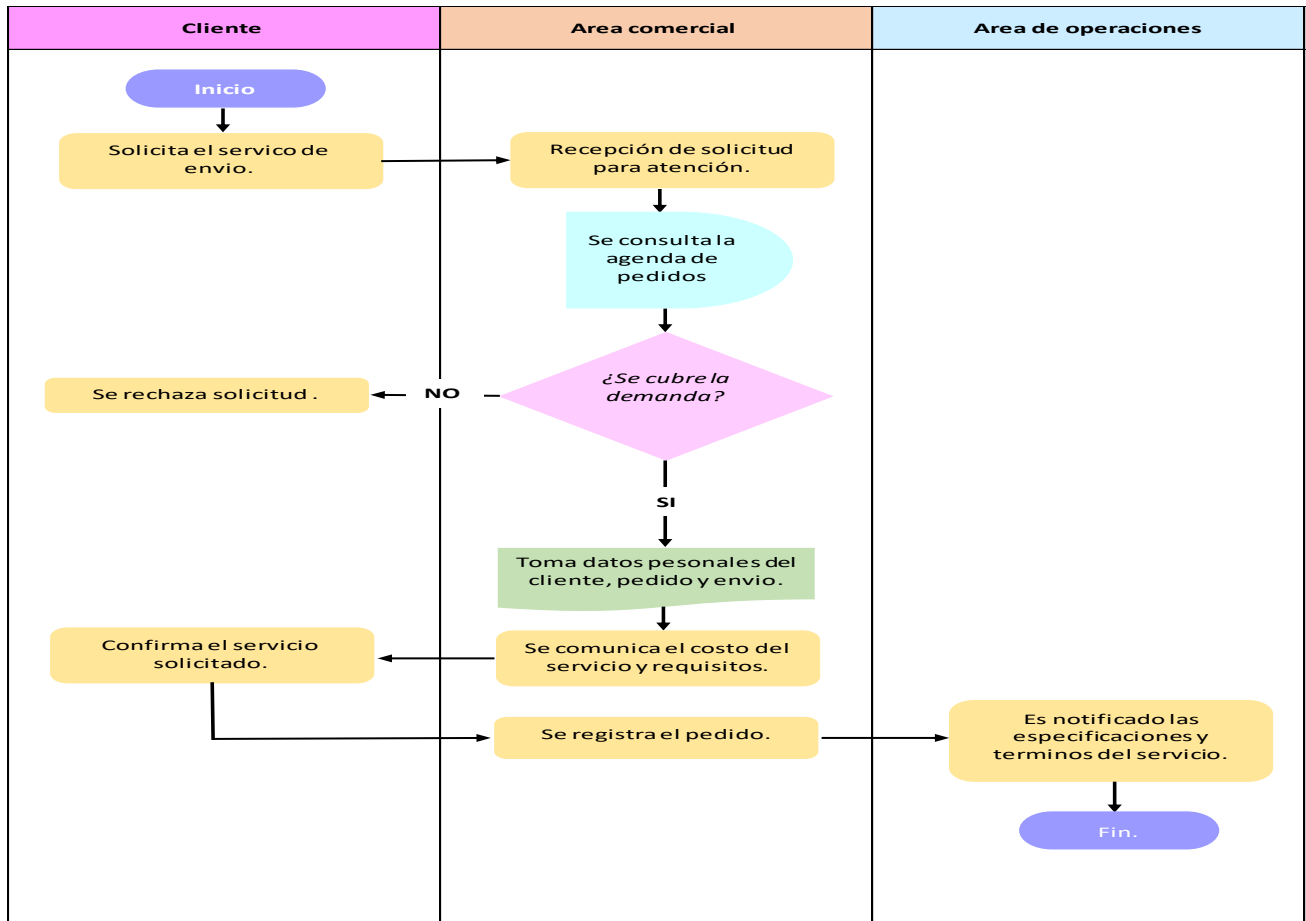 Cliente
Area comercial
Area de operaciones
Inicio
Solicita el servico de
envio.
Recepción de solicitud
para atención.
Se consulta la
agenda de
pedidos
¿Se cubre la
demanda?
NO
Se rechaza solicitud .
SI
Toma datos pesonales del
cliente, pedido y envio.
Se comunica el costo del
servicio y requisitos.
Confirma el servicio
solicitado.
Se registra el pedido.
Es notificado las
especificaciones y
terminos del servicio.
Fin.